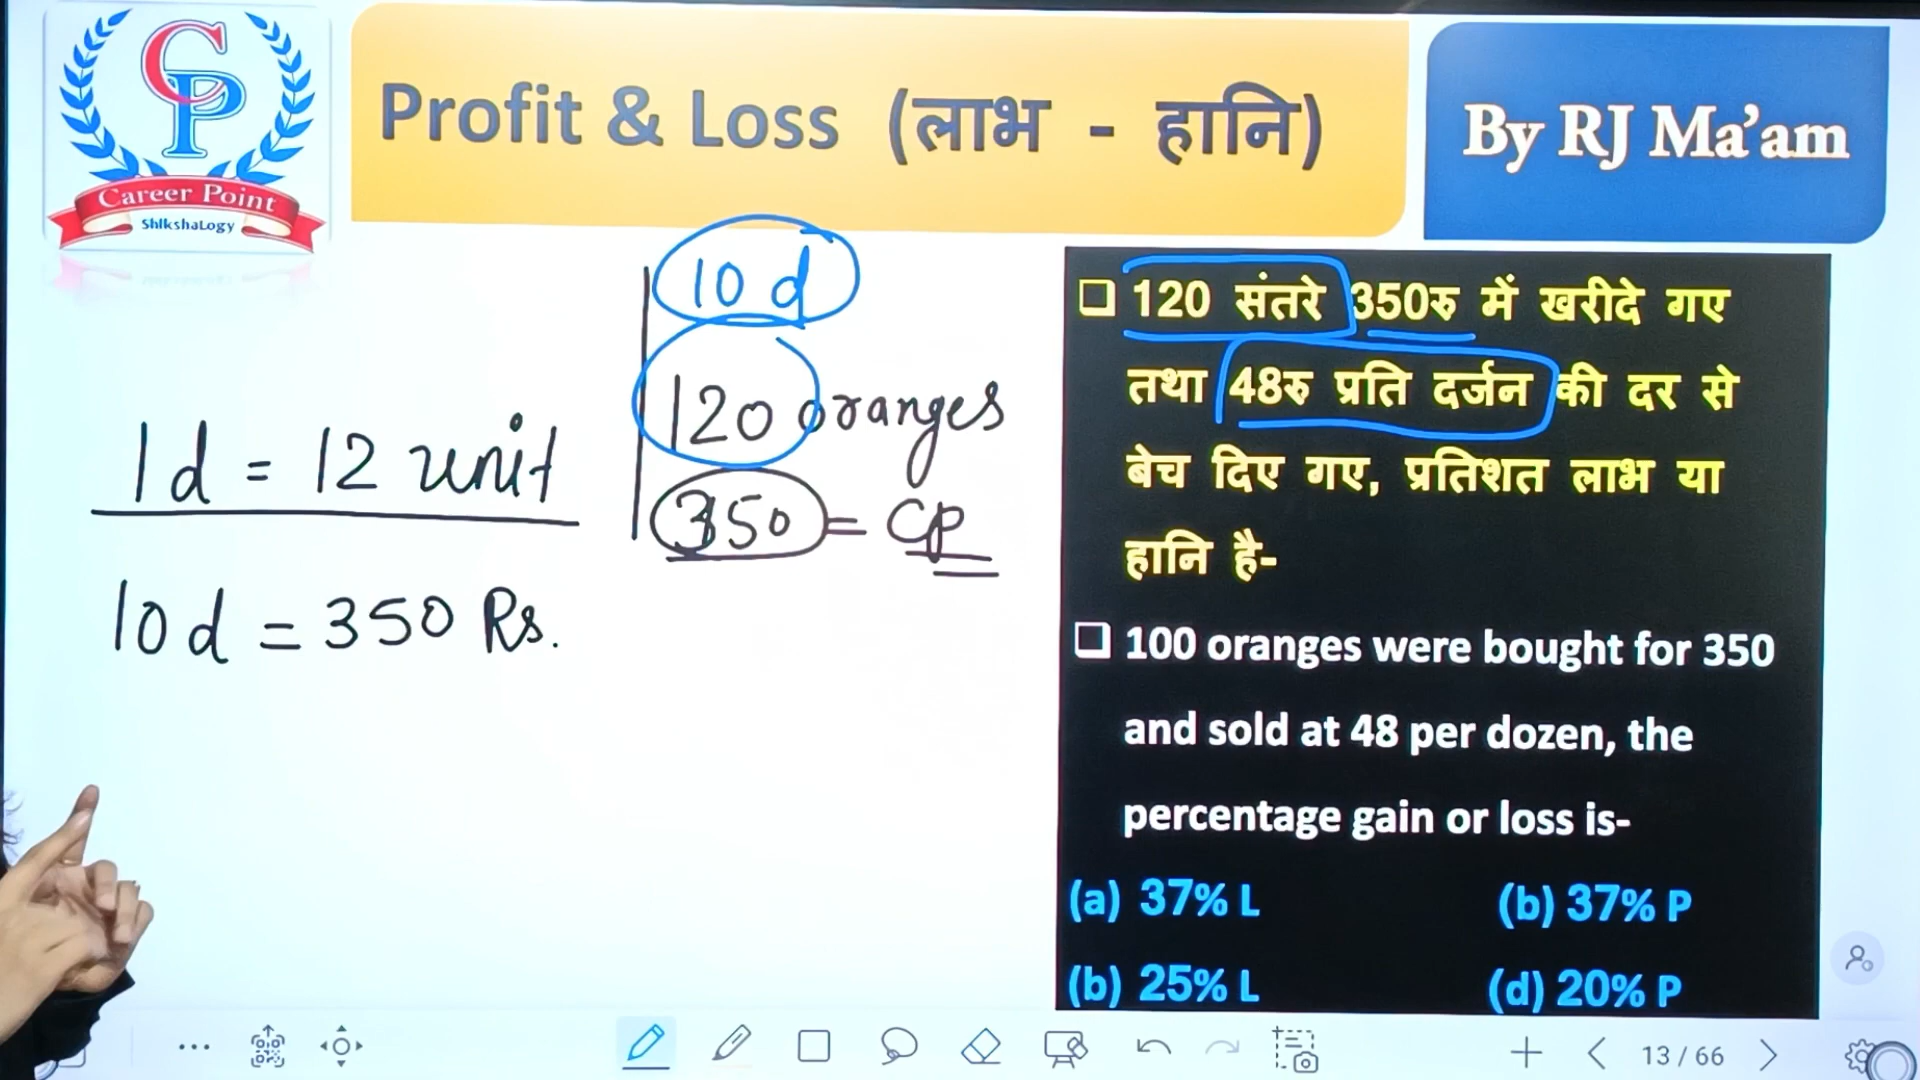 CP
Career Point
ShIkshaLogy
Profit & Loss (लाभ - हानि)
By RJ Ma'am
10 d
120 oranges
350 = CP
1d = 12 unit
10 d = 350 Rs.
❑ 120 संतरे 350रु में खरीदे गए
तथा 48रु प्रति दर्जन की दर से
बेच दिए गए, प्रतिशत लाभ या
हानि है-
❑ 100 oranges were bought for 350
and sold at 48 per dozen, the
percentage gain or loss is-
(a) 37% L (b) 37% P
(b) 25% L (d) 20% P
13 / 66